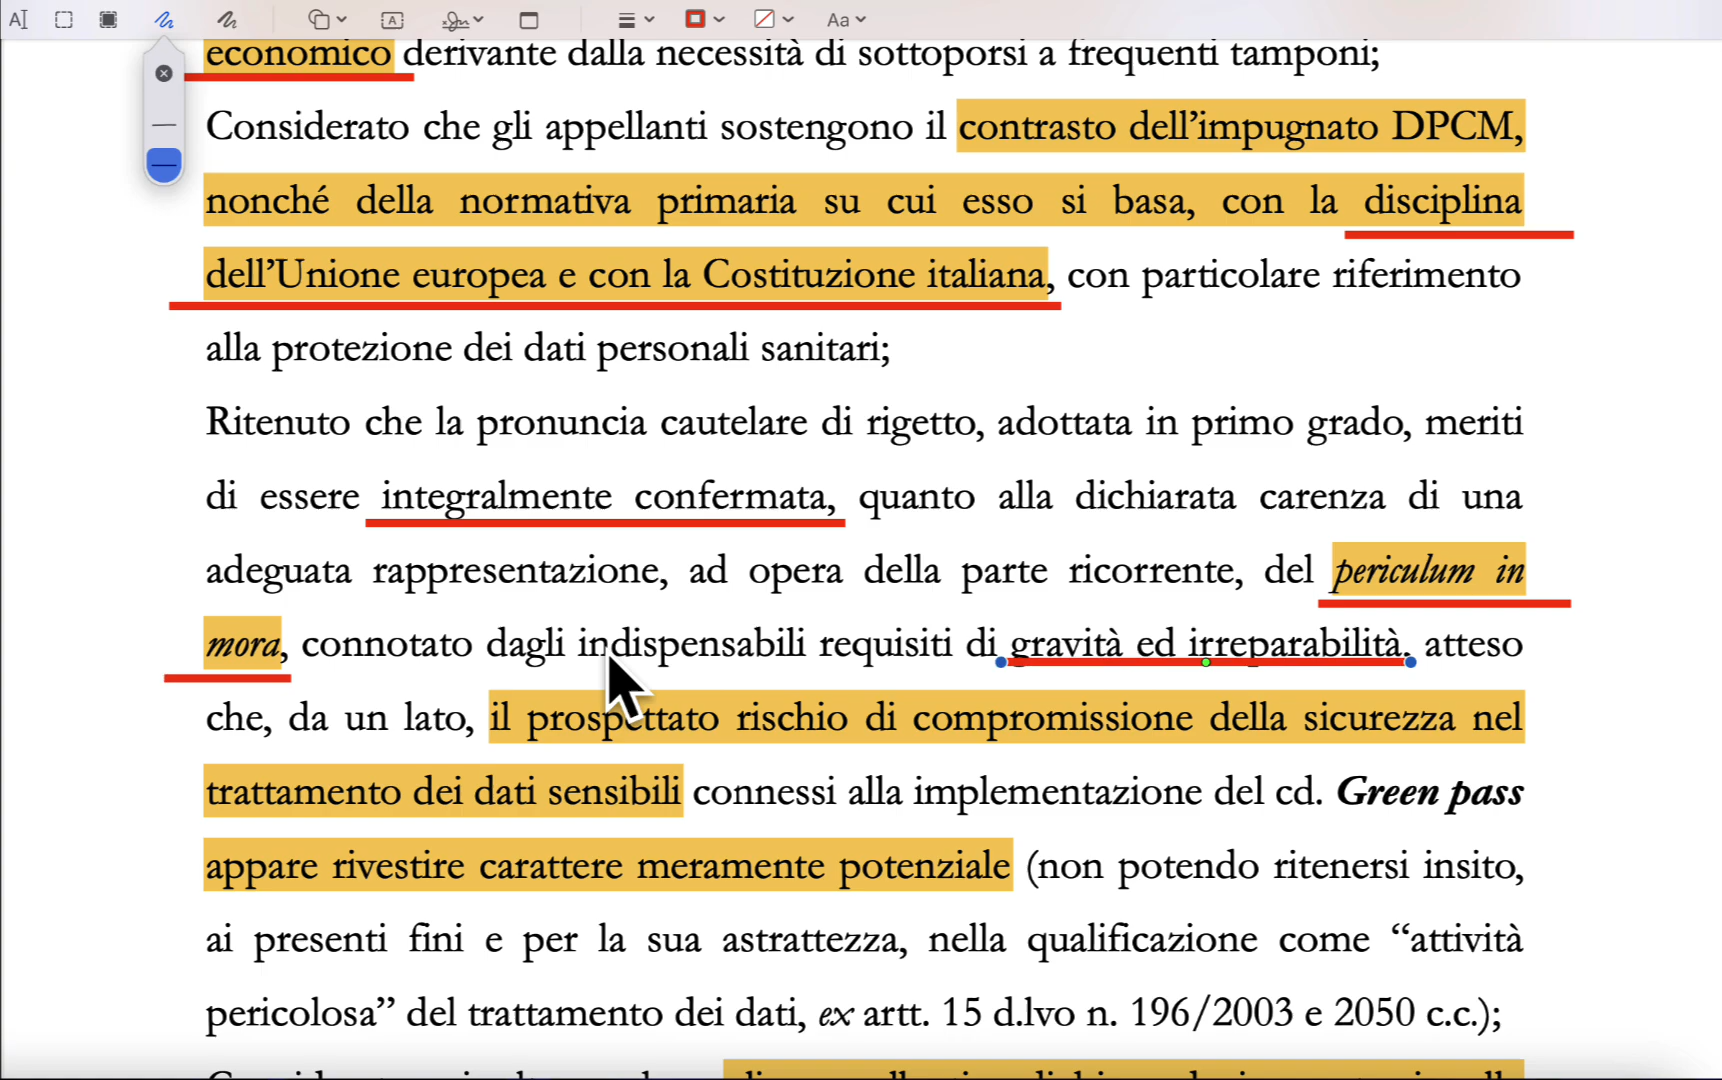 Aa
economico derivante dalla necessità di sottoporsi a frequenti tamponi;
Considerato che gli appellanti sostengono il contrasto dell’impugnato DPCM,
nonché della normativa primaria su cui esso si basa, con la disciplina
dell’Unione europea e con la Costituzione italiana, con particolare riferimento
alla protezione dei dati personali sanitari;
Ritenuto che la pronuncia cautelare di rigetto, adottata in primo grado, meriti
di essere integralmente confermata, quanto alla dichiarata carenza di una
adeguata rappresentazione, ad opera della parte ricorrente, del periculum in
mora, connotato dagli indispensabili requisiti di gravità ed irreparabilità, atteso
che, da un lato, il prospettato rischio di compromissione della sicurezza nel
trattamento dei dati sensibili connessi alla implementazione del cd. Green pass
appare rivestire carattere meramente potenziale (non potendo ritenersi insito,
ai presenti fini e per la sua astrattezza, nella qualificazione come “attività
pericolosa” del trattamento dei dati, ex artt. 15 d.lvo n. 196/2003 e 2050 c.c.);